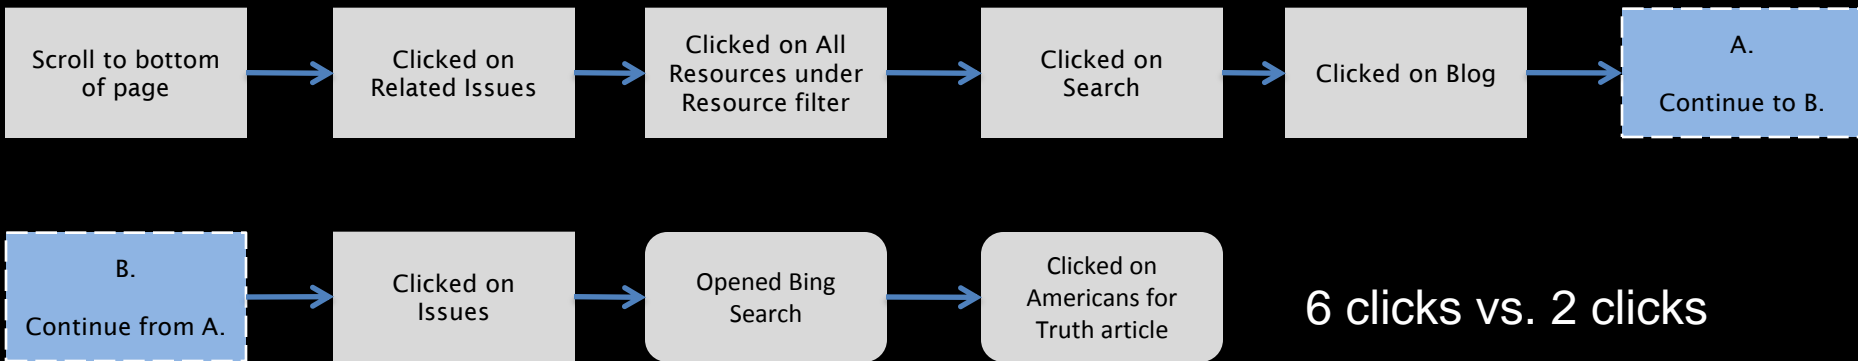 Scroll to bottom
of page
Clicked on
Related Issues
Clicked on All
Resources under
Resource filter
Clicked on
Search
Clicked on Blog
A.
Continue to B.
B.
Continue from A.
Clicked on
Issues
Opened Bing
Search
Clicked on
Americans for
Truth article
6 clicks vs. 2 clicks